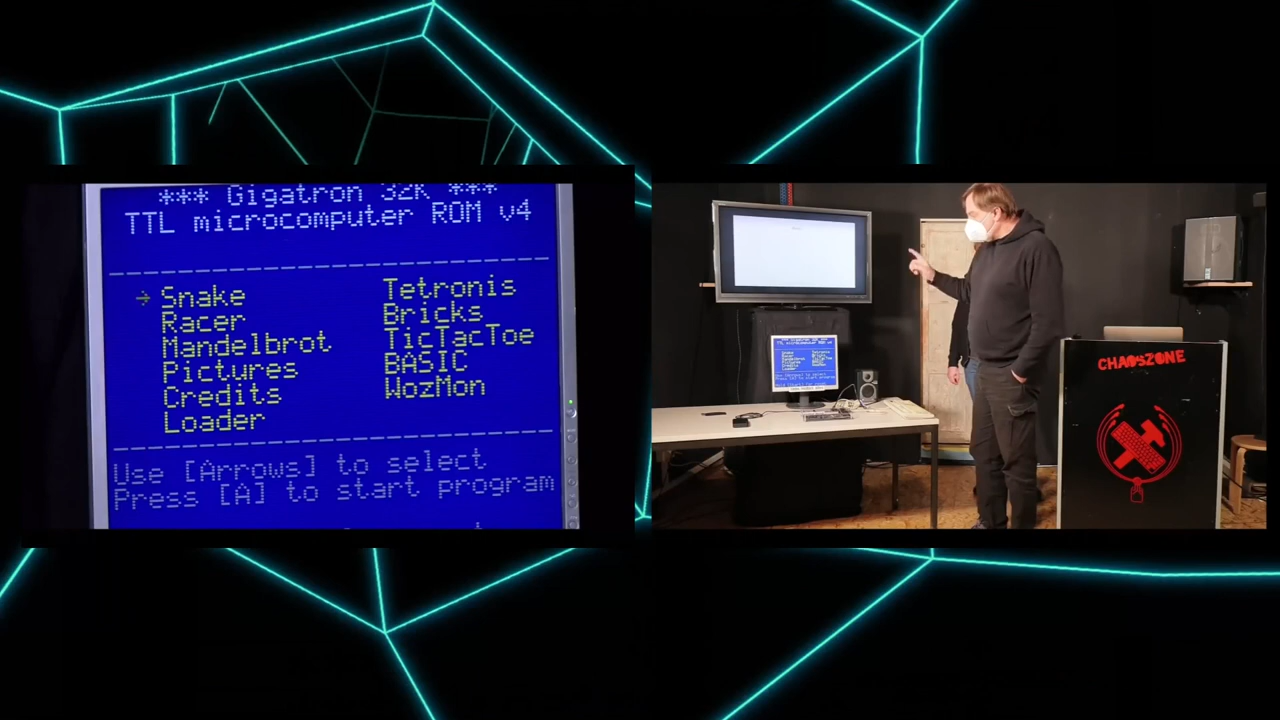 *** Gigatron 32K ***
TTL microcomputer ROM v4
→ Snake
Racer
Mandelbrot
Pictures
Credits
Loader
Tetronis
Bricks
TicTacToe
BASIC
WozMon
Use [Arrows] to select
Press [A] to start program
CHAOSZONE